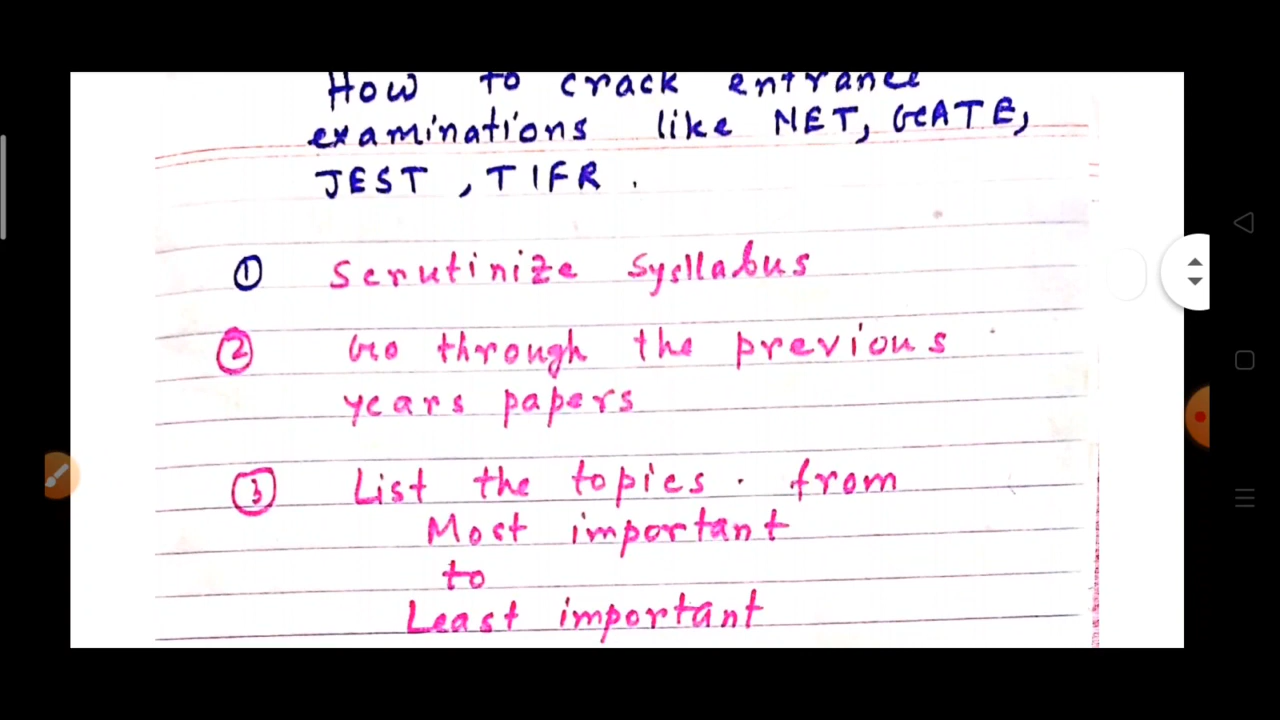 How to crack entrance
examinations like NET, GATE,
JEST, TIFR.
① Scrutinize Sysllabus
② Go through the previous
years papers
③ List the topics. from
Most important
to
Least important